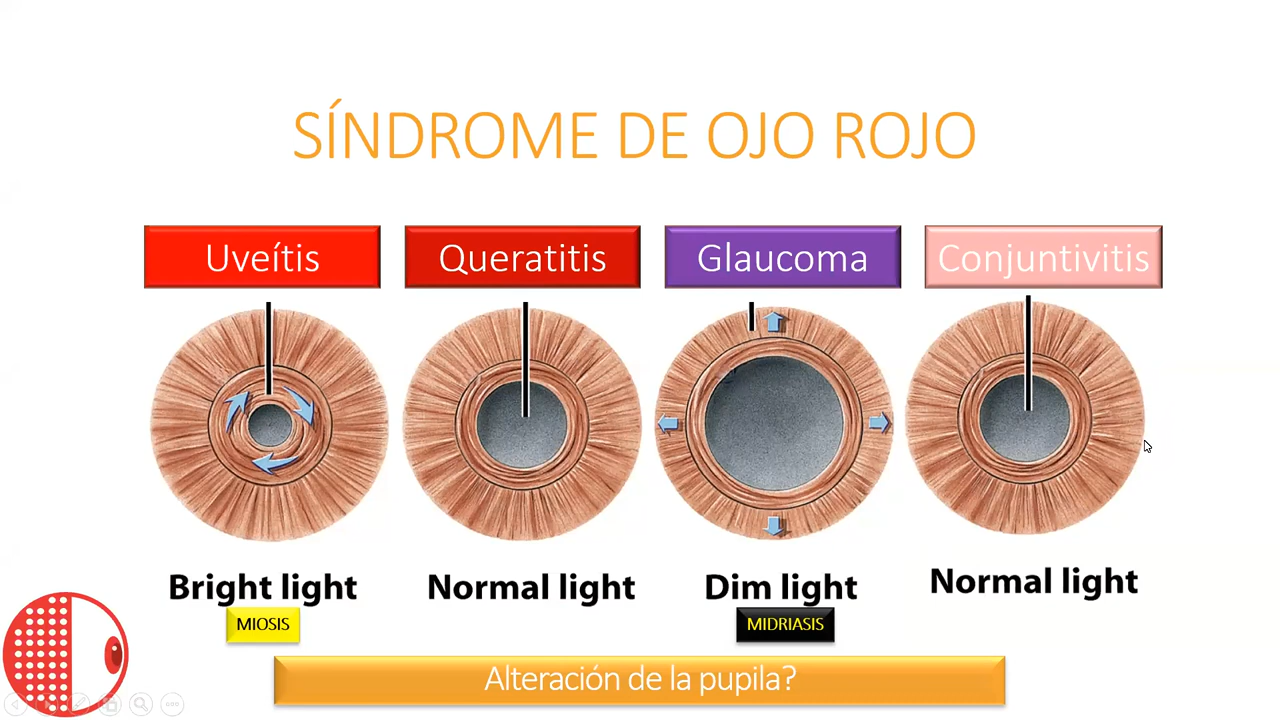 SÍNDROME DE OJO ROJO
Uveítis
Queratitis
Glaucoma
Conjuntivitis
Bright light
Normal light
Dim light
Normal light
MIOSIS
MIDRIASIS
Alteración de la pupila?